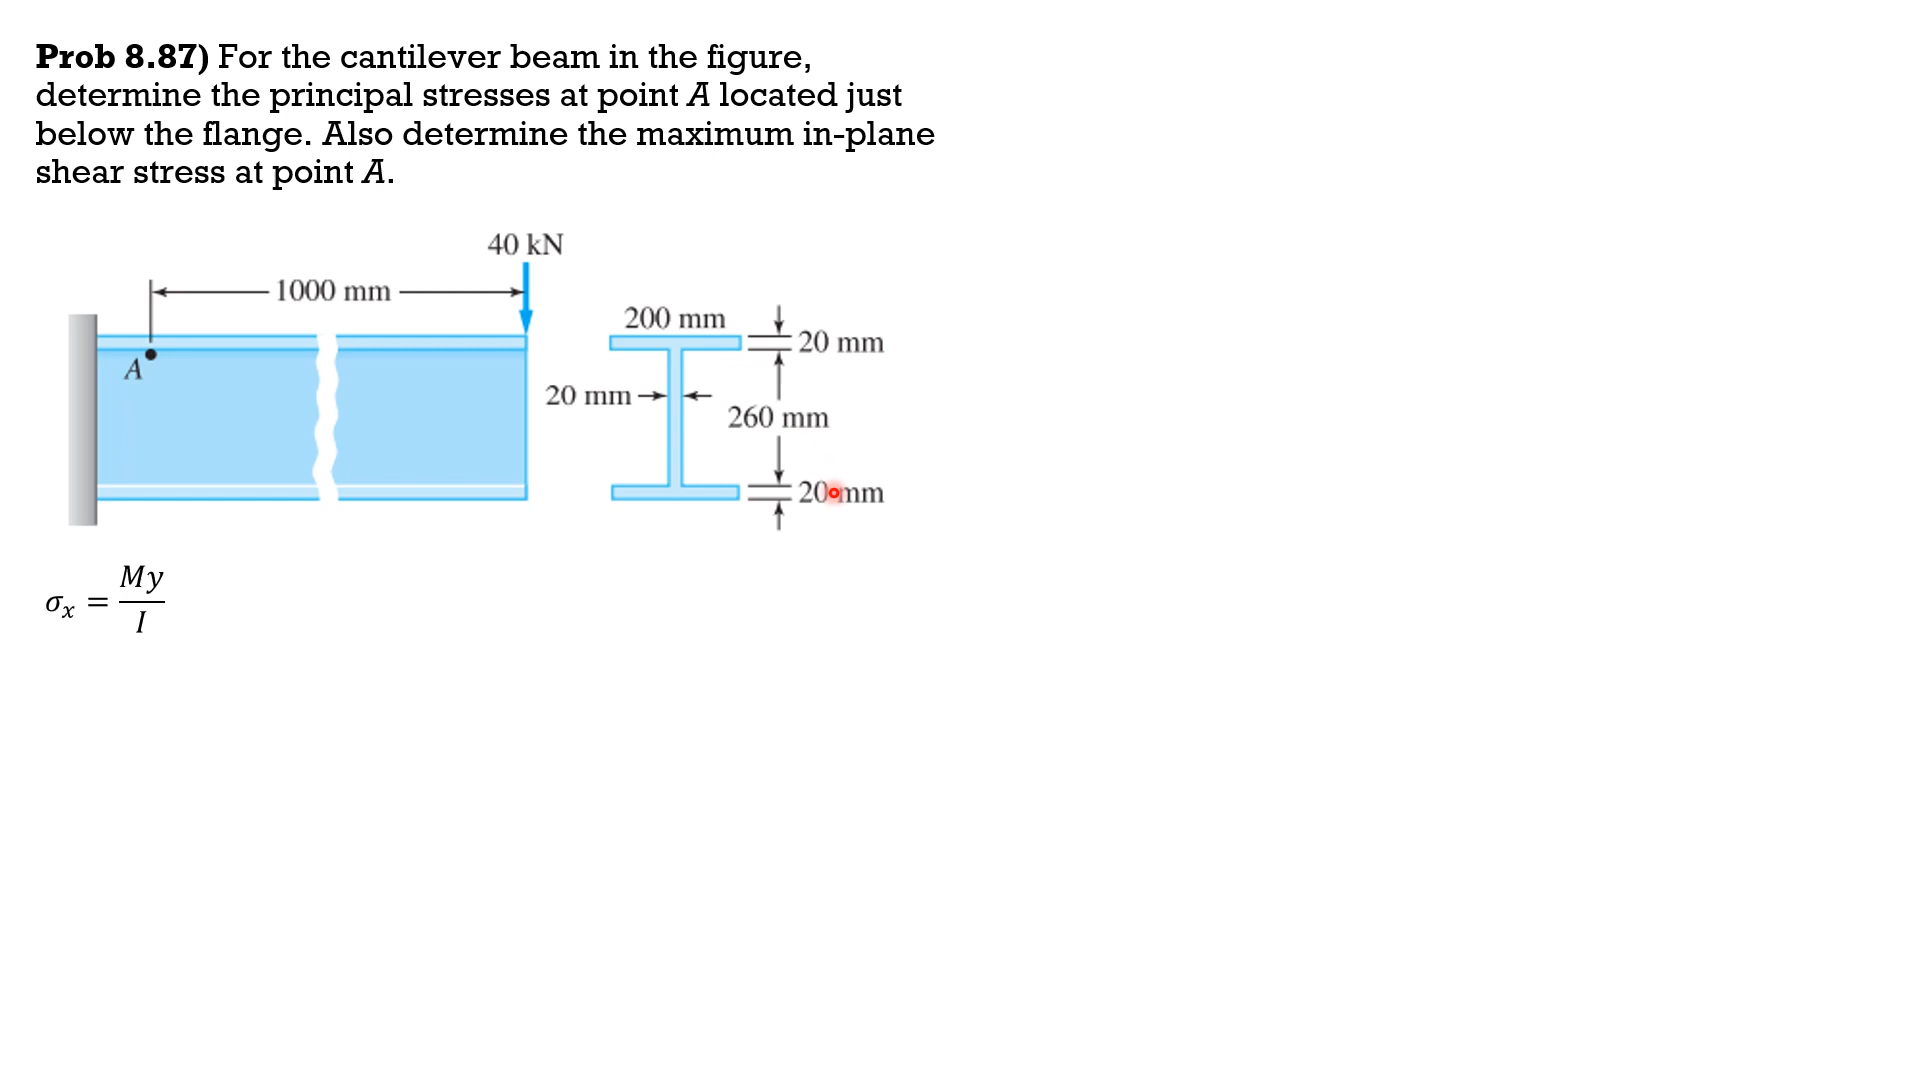 Prob 8.87) For the cantilever beam in the figure,
determine the principal stresses at point A located just
below the flange. Also determine the maximum in-plane
shear stress at point A.
40 kN
1000 mm
200 mm
20 mm
A
20 mm
260 mm
20 mm
σₓ = My/I